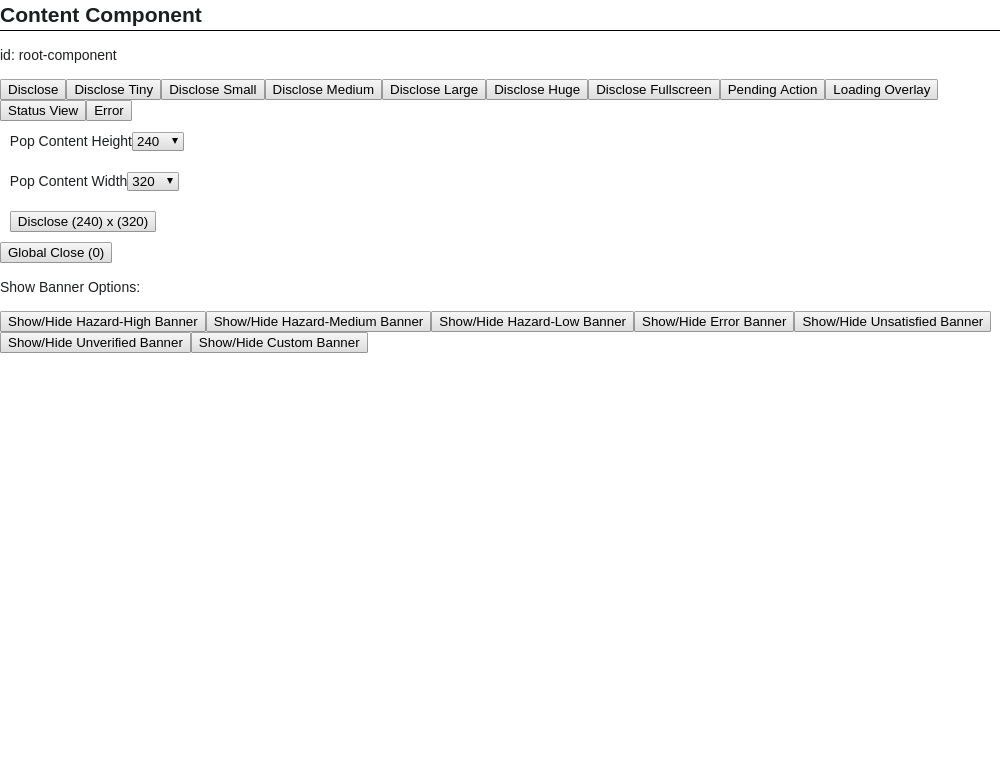 Content Component
id: root-component
Disclose Disclose Tiny Disclose Small Disclose Medium Disclose Large Disclose Huge Disclose Fullscreen Pending Action Loading Overlay
Status View Error
Pop Content Height 240
Pop Content Width 320
Disclose (240) x (320)
Global Close (0)
Show Banner Options:
Show/Hide Hazard-High Banner Show/Hide Hazard-Medium Banner Show/Hide Hazard-Low Banner Show/Hide Error Banner Show/Hide Unsatisfied Banner
Show/Hide Unverified Banner Show/Hide Custom Banner